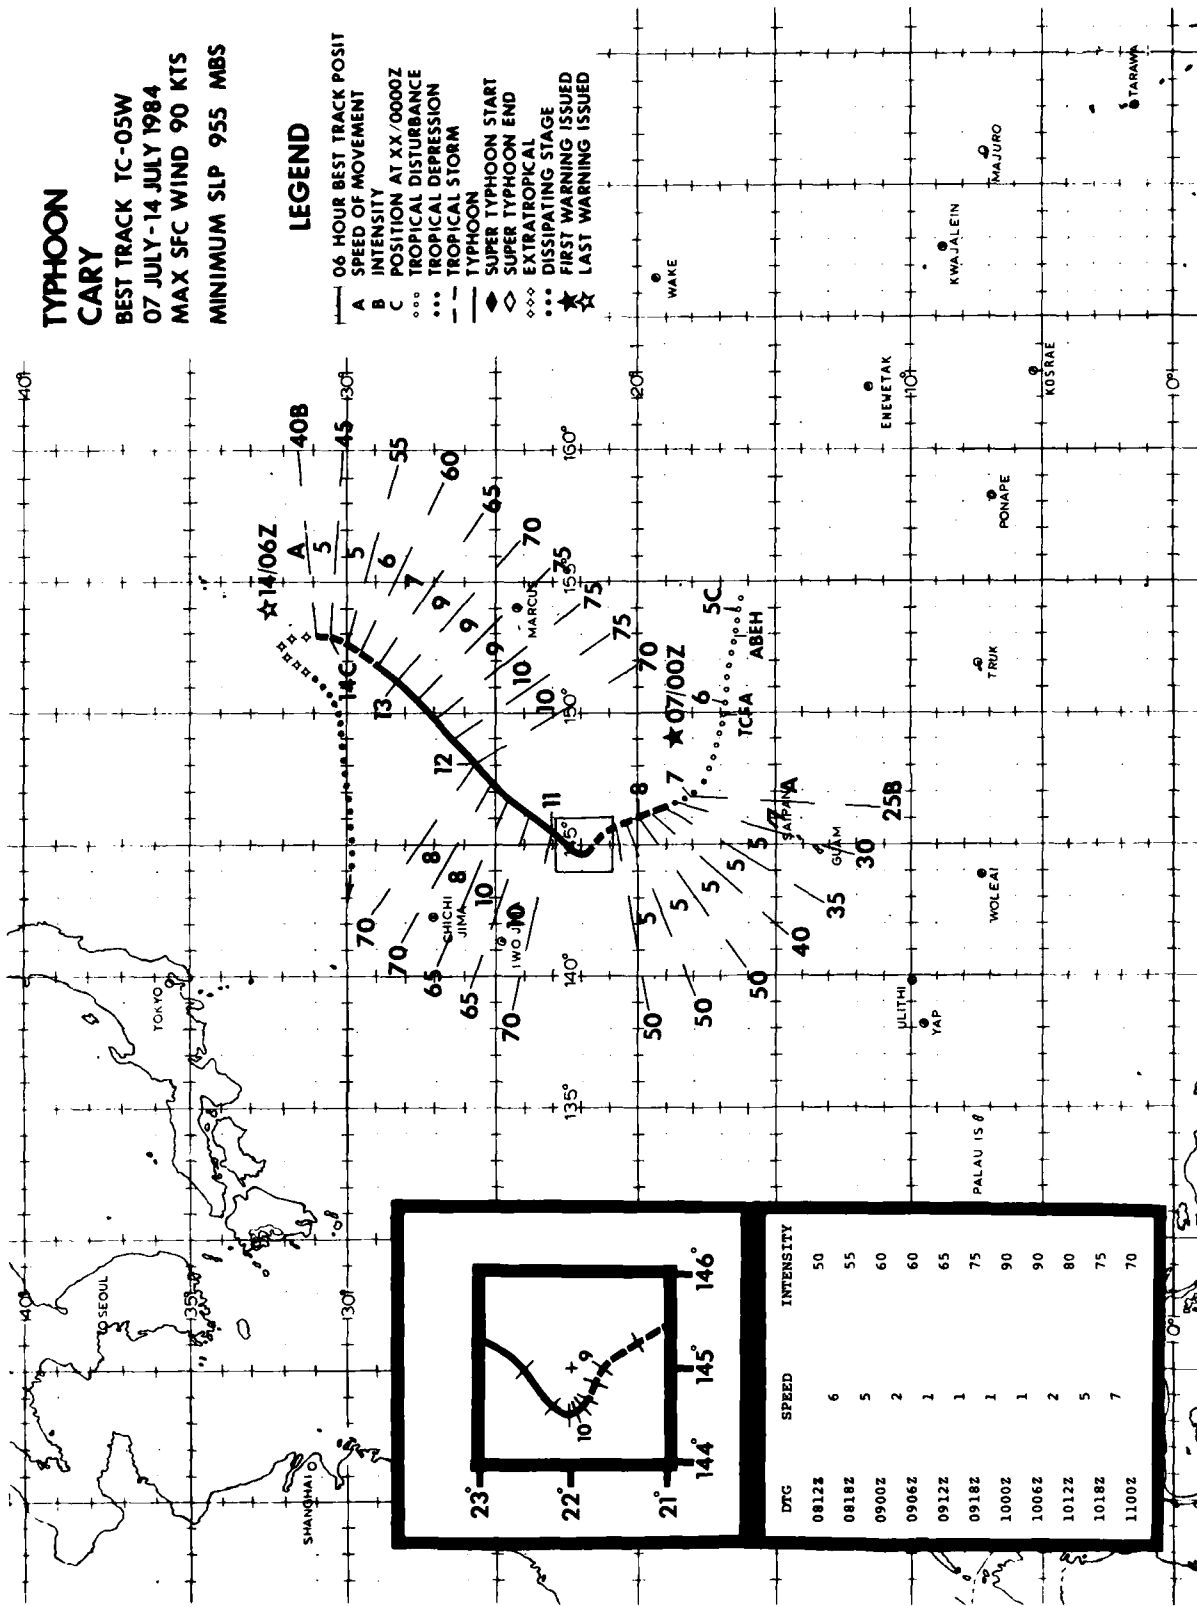 TYPHOON
CARY
BEST TRACK TC-05W
07 JULY-14 JULY 1984
MAX SFC WIND 90 KTS
MINIMUM SLP 955 MBS
LEGEND
06 HOUR BEST TRACK POSIT
A SPEED OF MOVEMENT
B INTENSITY
C POSITION AT XX/0000Z
TROPICAL DISTURBANCE
TROPICAL DEPRESSION
TROPICAL STORM
TYPHOON
SUPER TYPHOON START
SUPER TYPHOON END
EXTRATROPICAL
DISSIPATING STAGE
FIRST WARNING ISSUED
LAST WARNING ISSUED
☆14/06Z
★07/00Z
A
40B
5
45
5
55
6
60
7
65
9
70
9
75
9
75
10
75
10
70
14C
13
12
11
8
7
6
5C
TCFA
ABEH
70
8
70
8
65
10
65
10
70
5
50
5
50
5
50
5
40
5
35
7
30
A
25B
40°
35°
30°
20°
10°
0°
160°
155°
150°
145°
140°
135°
40°
30°
10°
TOKYO
SEOUL
SHANGHAI
CHICHI
JIMA
IWO JIMA
MARCUS
WAKE
SAIPAN
GUAM
ULITHI
YAP
WOLEAI
PALAU IS
TRUK
PONAPE
ENEWETAK
KOSRAE
KWAJALEIN
MAJURO
TARAWA
23°
22°
21°
144°
145°
146°
9
10
DTG SPEED INTENSITY
0812Z 6 50
0818Z 5 55
0900Z 2 60
0906Z 1 60
0912Z 1 65
0918Z 1 75
1000Z 1 90
1006Z 2 90
1012Z 5 80
1018Z 7 75
1100Z 70